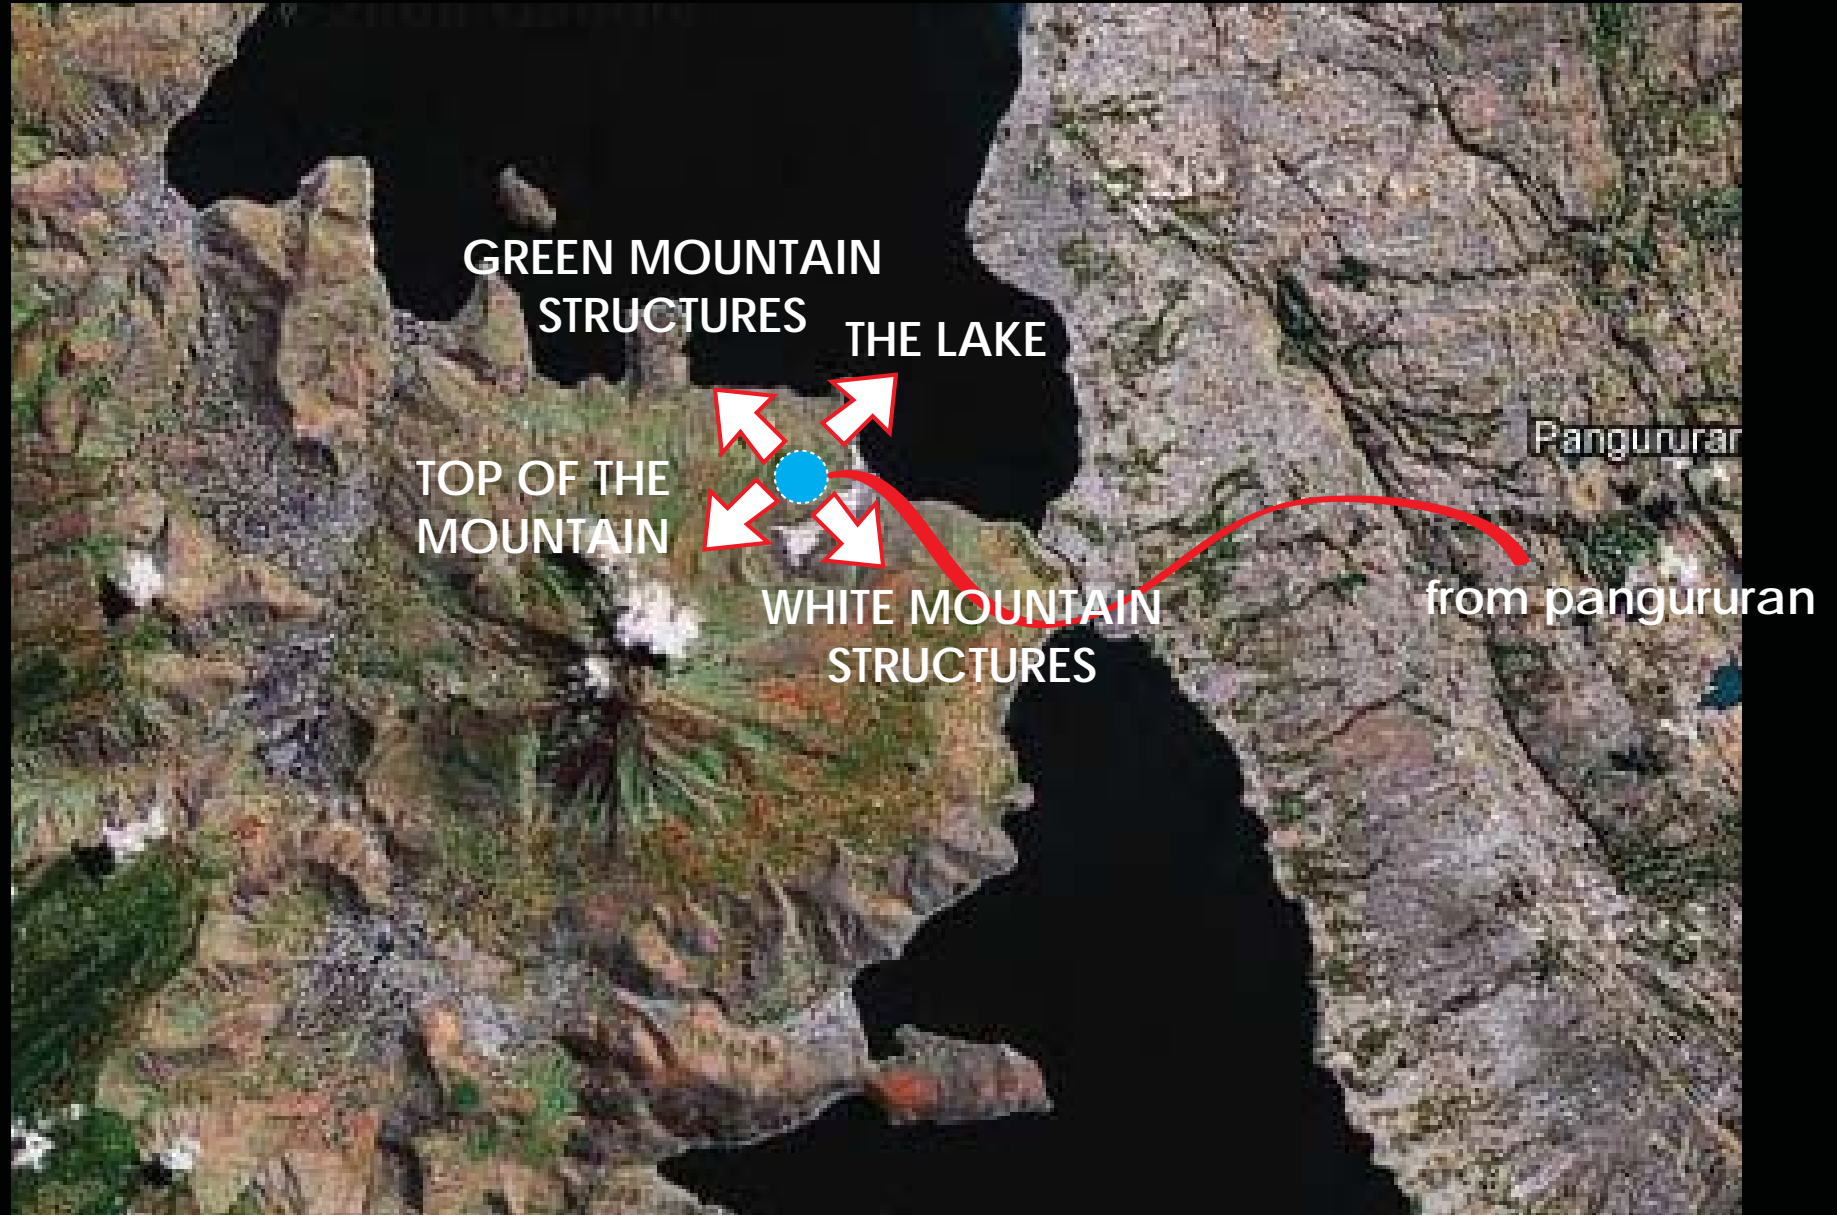 GREEN MOUNTAIN
STRUCTURES
THE LAKE
Pangururan
TOP OF THE
MOUNTAIN
from pangururan
WHITE MOUNTAIN
STRUCTURES